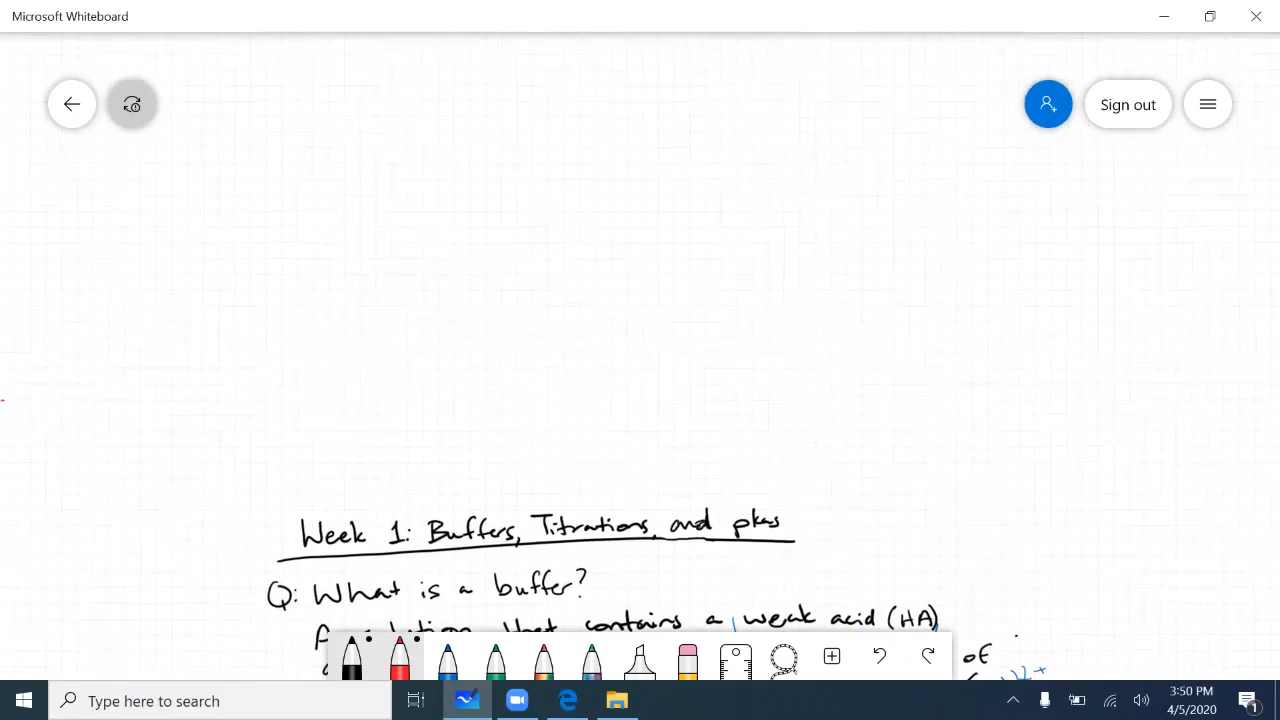 Microsoft Whiteboard
Sign out
Week 1: Buffers, Titrations, and pkas
Q: What is a buffer?
that contains a weak acid (HA)
of
H+
Type here to search
3:50 PM
4/5/2020
1